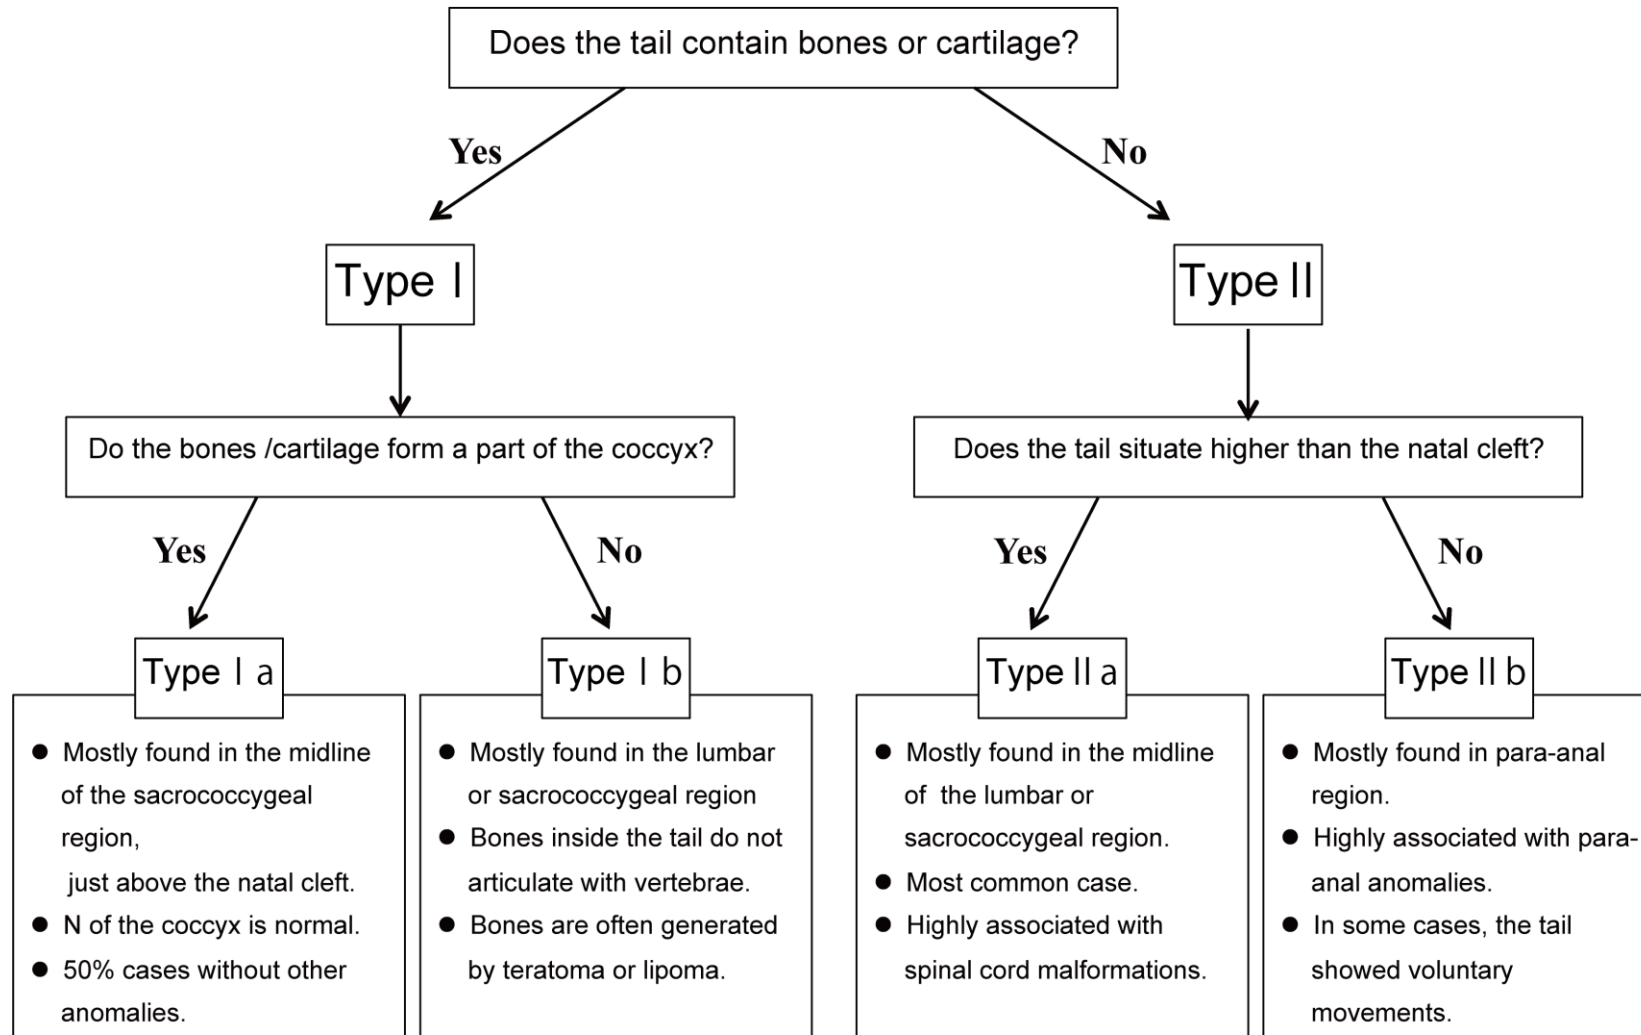 Does the tail contain bones or cartilage?
Yes
No
Type I
Type II
Do the bones /cartilage form a part of the coccyx?
Does the tail situate higher than the natal cleft?
Yes
No
Yes
No
Type I a
● Mostly found in the midline
of the sacrococcygeal
region,
just above the natal cleft.
● N of the coccyx is normal.
● 50% cases without other
anomalies.
Type I b
● Mostly found in the lumbar
or sacrococcygeal region
● Bones inside the tail do not
articulate with vertebrae.
● Bones are often generated
by teratoma or lipoma.
Type II a
● Mostly found in the midline
of the lumbar or
sacrococcygeal region.
● Most common case.
● Highly associated with
spinal cord malformations.
Type II b
● Mostly found in para-anal
region.
● Highly associated with para-
anal anomalies.
● In some cases, the tail
showed voluntary
movements.